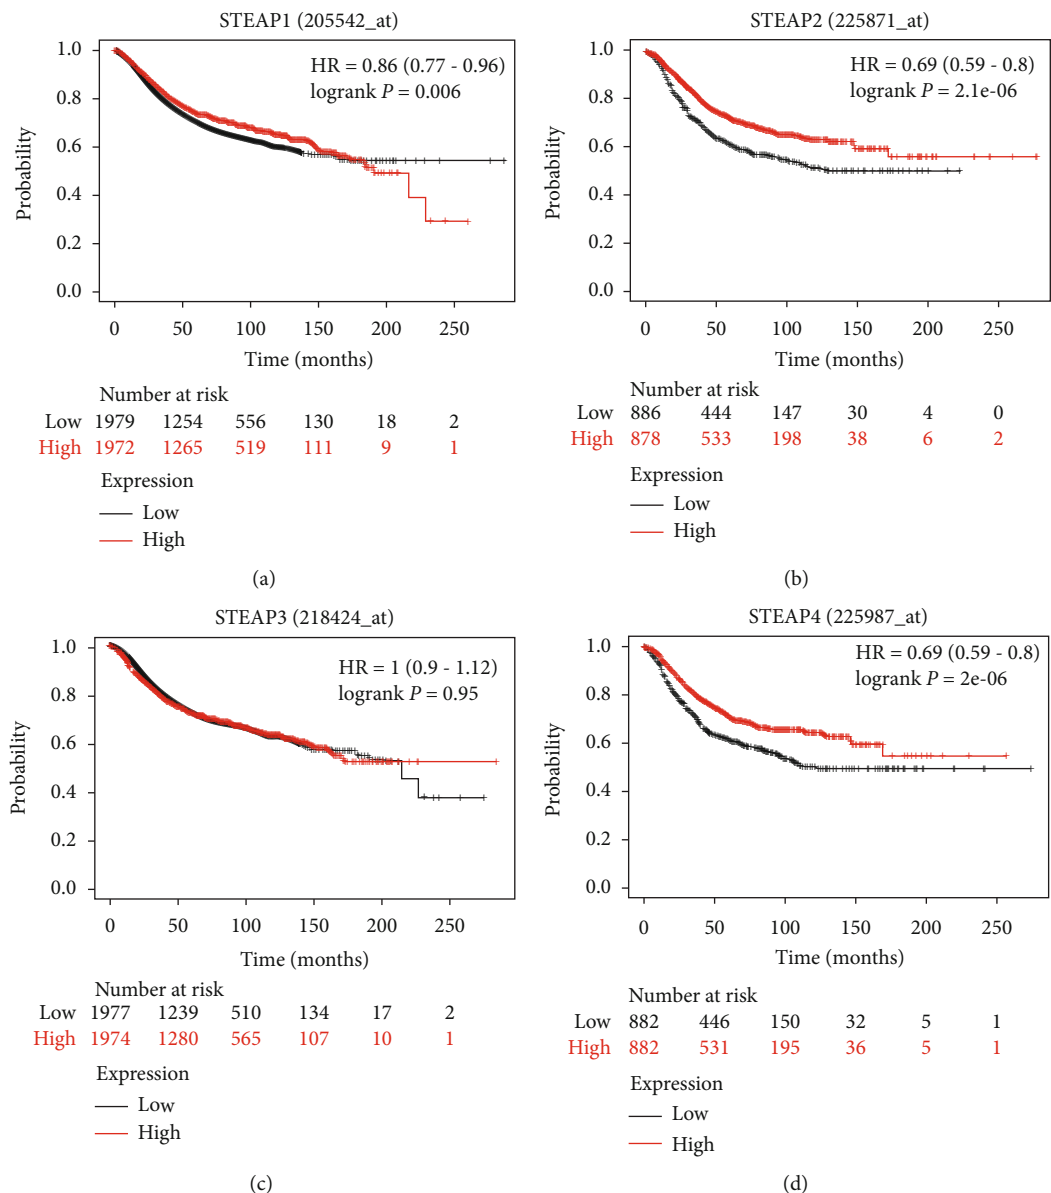 STEAP1 (205542_at)
1.0
0.8
0.6
0.4
0.2
0.0
Probability
HR = 0.86 (0.77 - 0.96)
logrank P = 0.006
0 50 100 150 200 250
Time (months)
Number at risk
Low 1979 1254 556 130 18 2
High 1972 1265 519 111 9 1
Expression
Low
High
(a)
STEAP2 (225871_at)
1.0
0.8
0.6
0.4
0.2
0.0
Probability
HR = 0.69 (0.59 - 0.8)
logrank P = 2.1e-06
0 50 100 150 200 250
Time (months)
Number at risk
Low 886 444 147 30 4 0
High 878 533 198 38 6 2
Expression
Low
High
(b)
STEAP3 (218424_at)
1.0
0.8
0.6
0.4
0.2
0.0
Probability
HR = 1 (0.9 - 1.12)
logrank P = 0.95
0 50 100 150 200 250
Time (months)
Number at risk
Low 1977 1239 510 134 17 2
High 1974 1280 565 107 10 1
Expression
Low
High
(c)
STEAP4 (225987_at)
1.0
0.8
0.6
0.4
0.2
0.0
Probability
HR = 0.69 (0.59 - 0.8)
logrank P = 2e-06
0 50 100 150 200 250
Time (months)
Number at risk
Low 882 446 150 32 5 1
High 882 531 195 36 5 1
Expression
Low
High
(d)